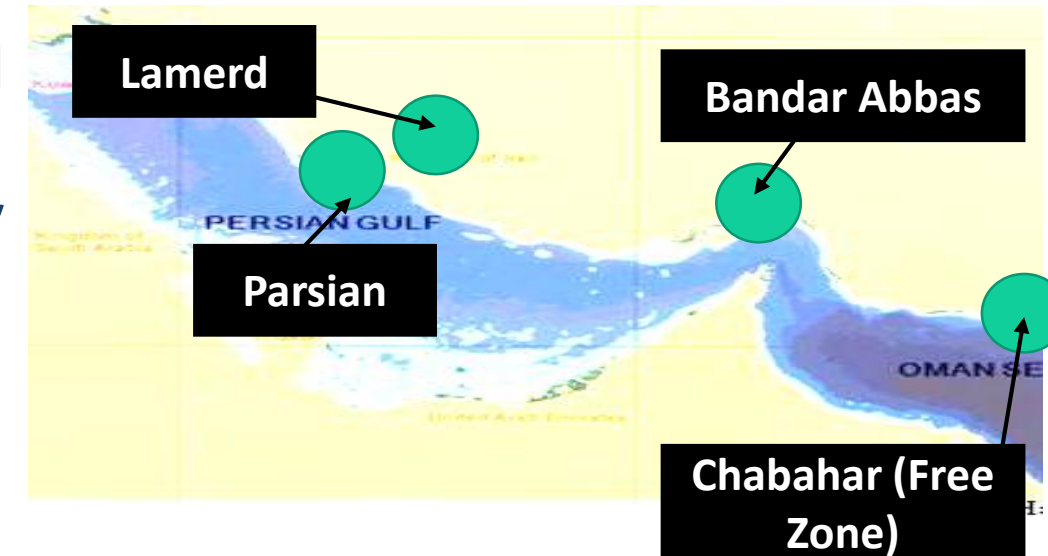 Lamerd
Bandar Abbas
PERSIAN GULF
Parsian
OMAN SE
Chabahar (Free
Zone)